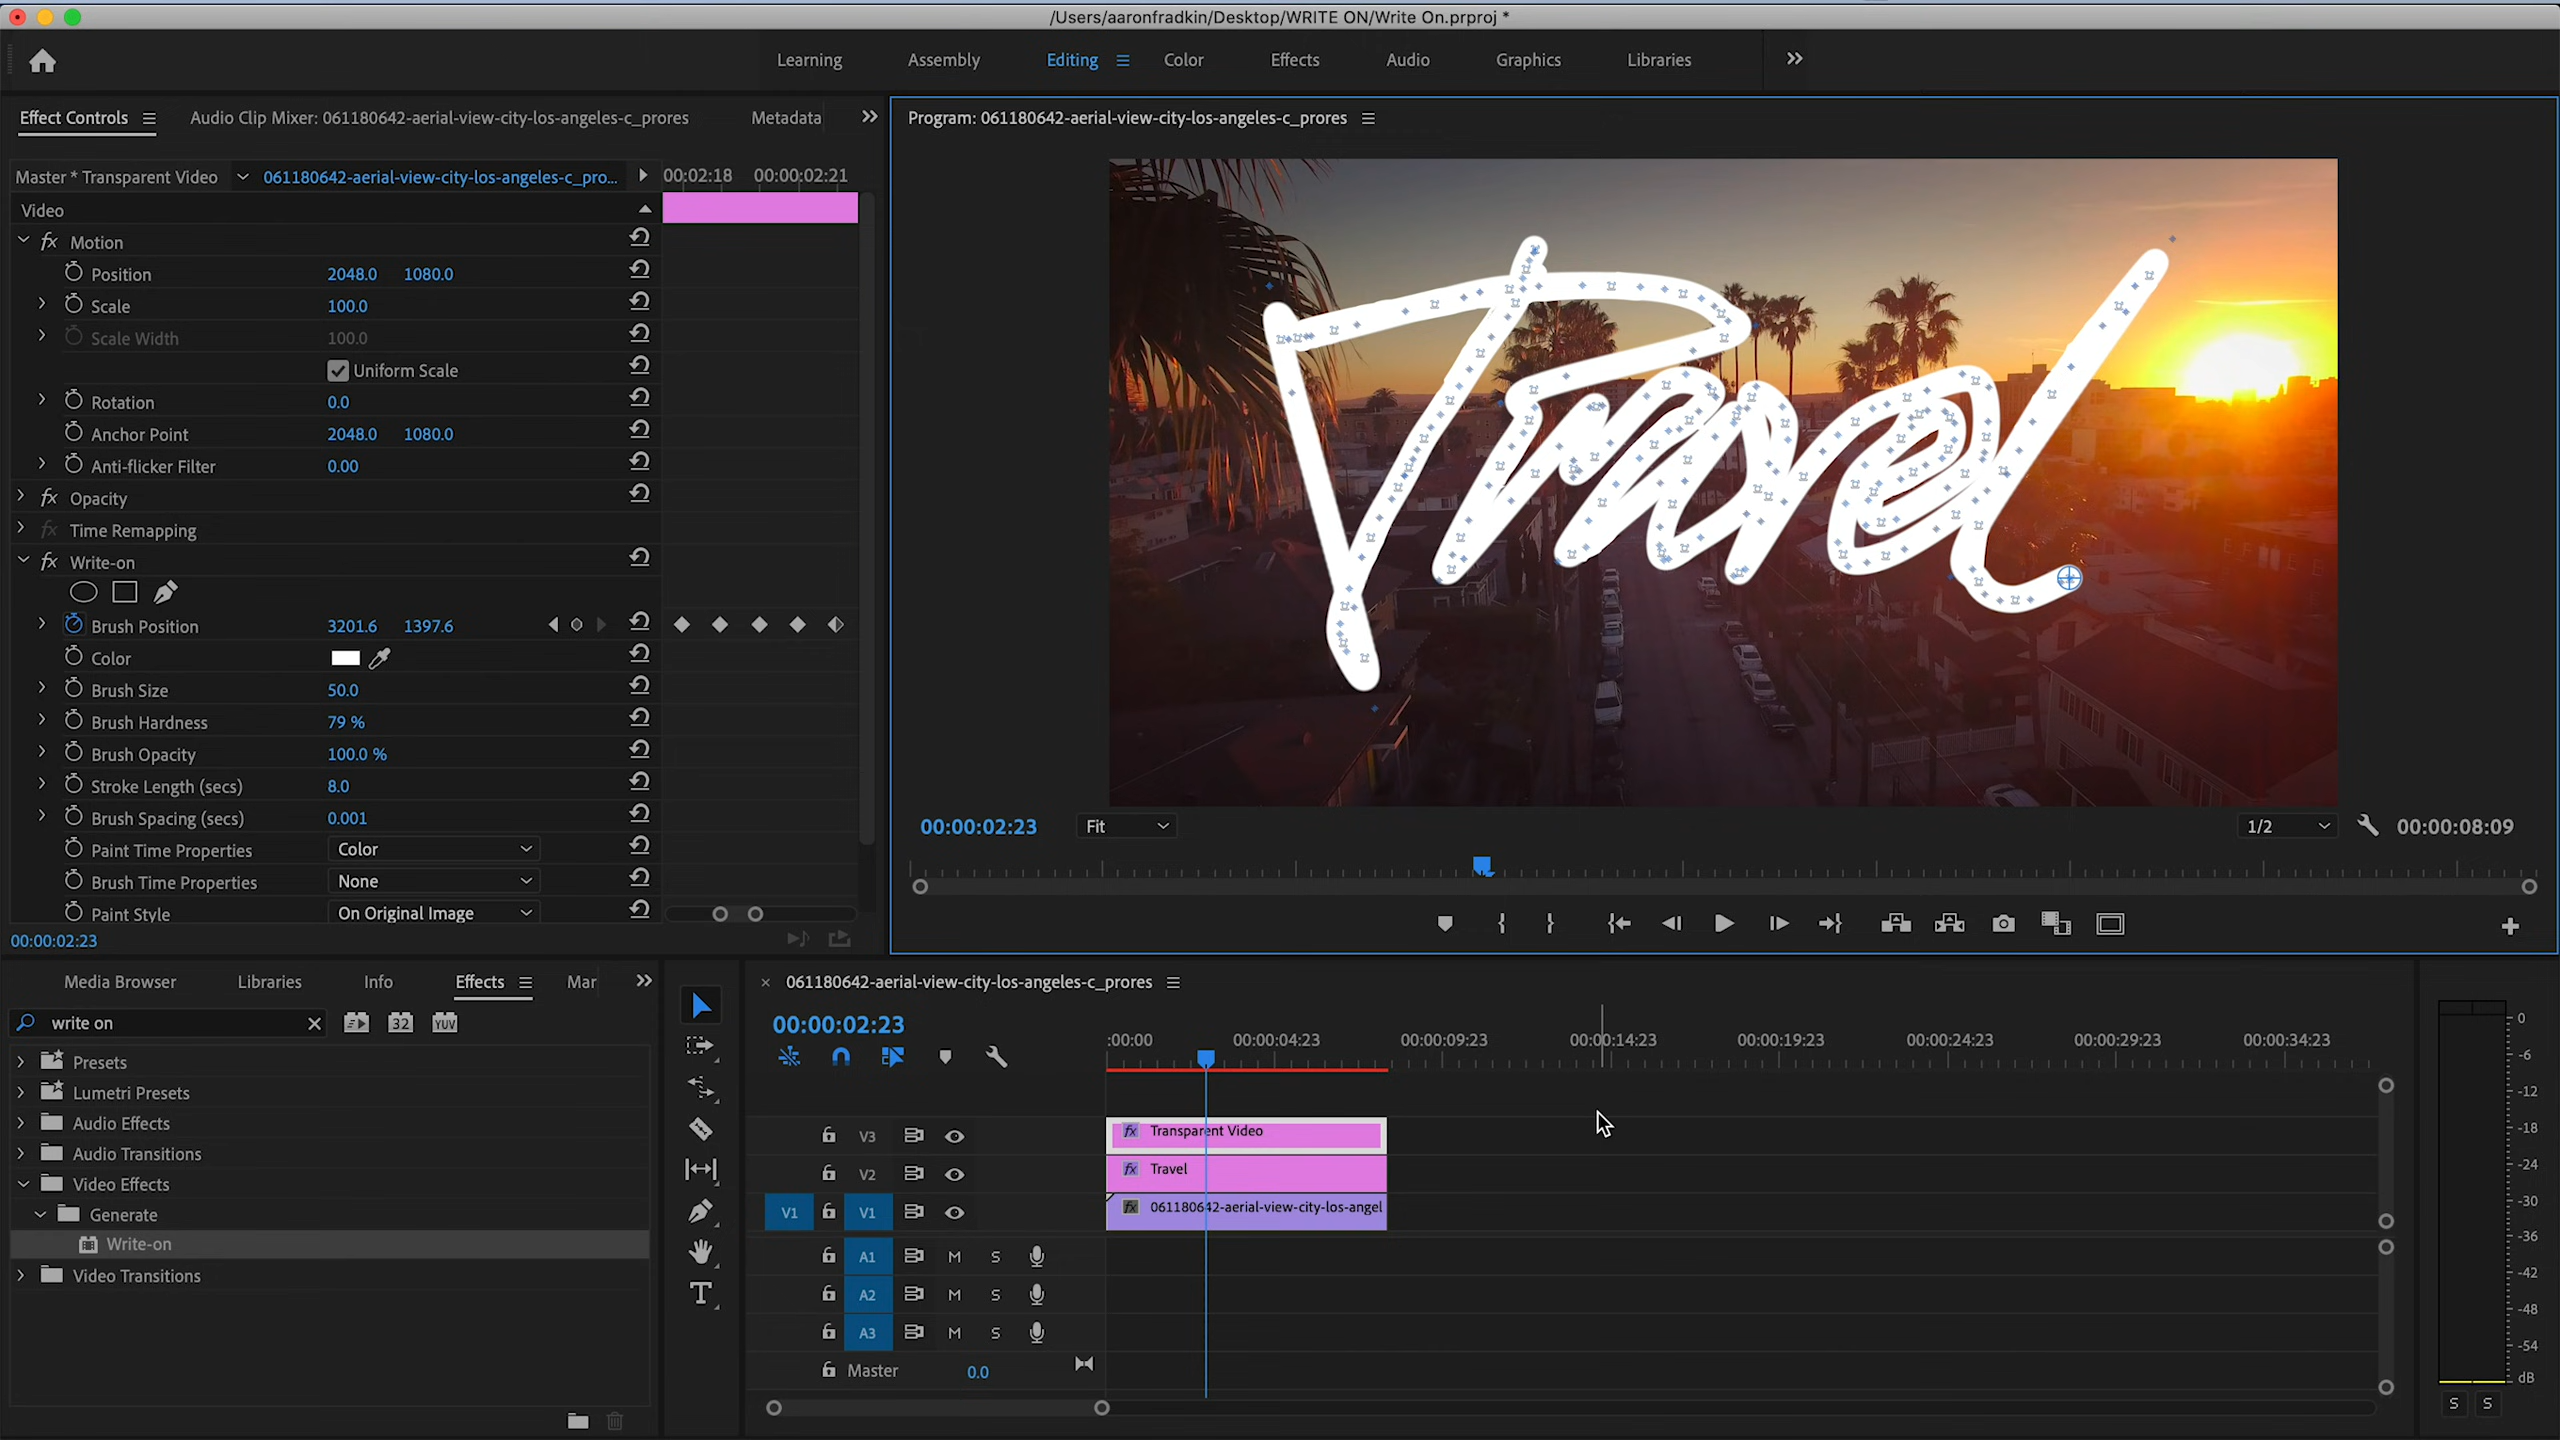 /Users/aaronfradkin/Desktop/WRITE ON/Write On.prproj *
Learning Assembly Editing Color Effects Audio Graphics Libraries
Effect Controls Audio Clip Mixer: 061180642-aerial-view-city-los-angeles-c_prores Metadata
Program: 061180642-aerial-view-city-los-angeles-c_prores
Master * Transparent Video 061180642-aerial-view-city-los-angeles-c_pro... 00:02:18 00:00:02:21
Video
fx Motion
Position 2048.0 1080.0
Scale 100.0
Scale Width 100.0
Uniform Scale
Rotation 0.0
Anchor Point 2048.0 1080.0
Anti-flicker Filter 0.00
fx Opacity
fx Time Remapping
fx Write-on
Brush Position 3201.6 1397.6
Color
Brush Size 50.0
Brush Hardness 79 %
Brush Opacity 100.0 %
Stroke Length (secs) 8.0
Brush Spacing (secs) 0.001
Paint Time Properties Color
Brush Time Properties None
Paint Style On Original Image
00:00:02:23
Travel
00:00:02:23 Fit 1/2 00:00:08:09
Media Browser Libraries Info Effects Mar
write on 32 YUV
Presets
Lumetri Presets
Audio Effects
Audio Transitions
Video Effects
Generate
Write-on
Video Transitions
061180642-aerial-view-city-los-angeles-c_prores
00:00:02:23
:00:00 00:00:04:23 00:00:09:23 00:00:14:23 00:00:19:23 00:00:24:23 00:00:29:23 00:00:34:23
V3 fx Transparent Video
V2 fx Travel
V1 V1 fx 061180642-aerial-view-city-los-angel
A1 M S
A2 M S
A3 M S
Master 0.0
0
-6
-12
-18
-24
-30
-36
-42
-48
-54
dB
S S